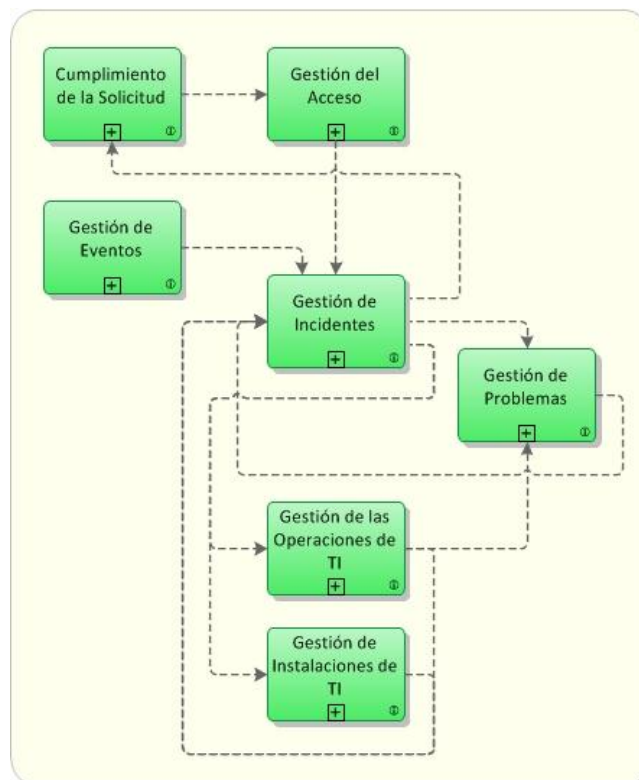 Cumplimiento
de la Solicitud
Gestión del
Acceso
Gestión de
Eventos
Gestión de
Incidentes
Gestión de
Problemas
Gestión de las
Operaciones de
TI
Gestión de
Instalaciones de
TI